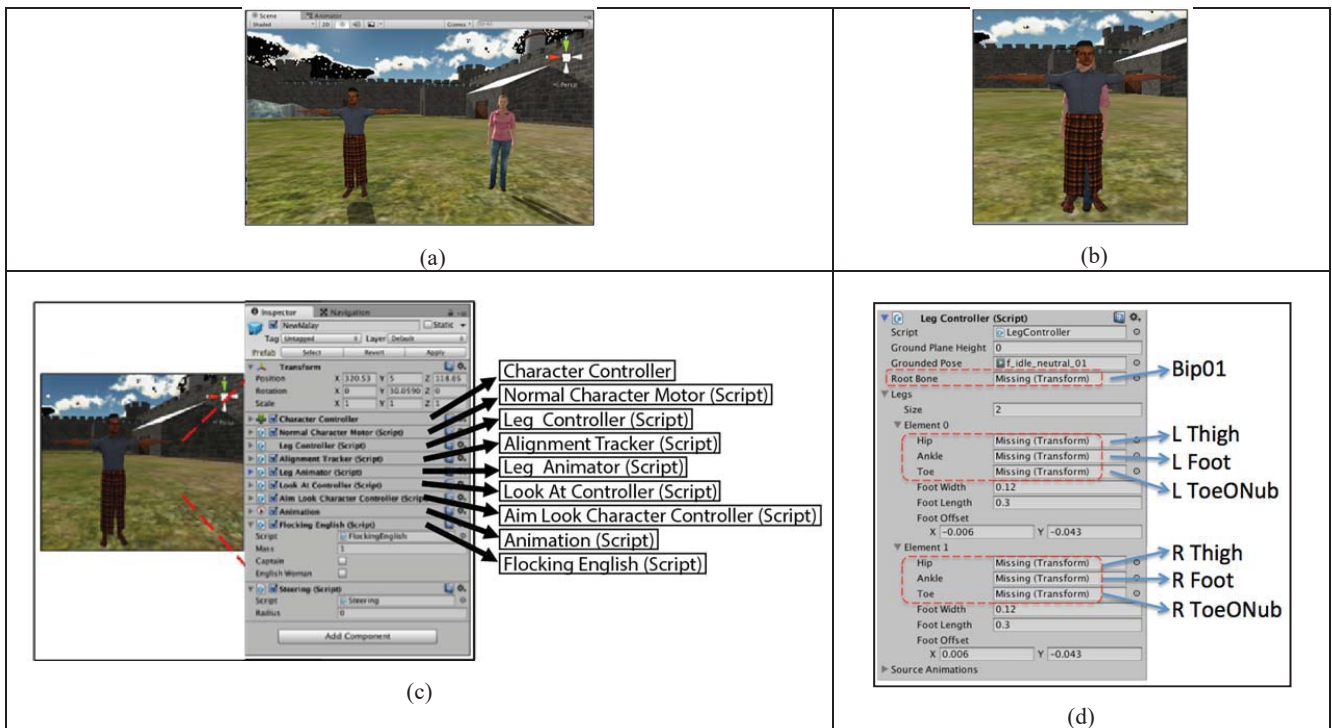 Scene Animator
Shaded 2D Gizmos
Persp
(a)
(b)
Inspector Navigation
NewMalay Static
Tag Untagged Layer Default
Prefab Select Revert Apply
Transform
Position X 320.53 Y 5 Z 118.65
Rotation X 0 Y 30.0590 Z 0
Scale X 1 Y 1 Z 1
Character Controller
Normal Character Motor (Script)
Leg Controller (Script)
Alignment Tracker (Script)
Leg Animator (Script)
Look At Controller (Script)
Aim Look Character Controller (Scrip
Animation
Flocking English (Script)
Script FlockingEnglish
Mass 1
Captain
English Woman
Steering (Script)
Script Steering
Radius 0
Add Component
Character Controller
Normal Character Motor (Script)
Leg Controller (Script)
Alignment Tracker (Script)
Leg Animator (Script)
Look At Controller (Script)
Aim Look Character Controller (Script)
Animation (Script)
Flocking English (Script)
(c)
Leg Controller (Script)
Script LegController
Ground Plane Height 0
Grounded Pose f_idle_neutral_01
Root Bone Missing (Transform) Bip01
Legs
Size 2
Element 0
Hip Missing (Transform) L Thigh
Ankle Missing (Transform) L Foot
Toe Missing (Transform) L ToeONub
Foot Width 0.12
Foot Length 0.3
Foot Offset
X -0.006 Y -0.043
Element 1
Hip Missing (Transform) R Thigh
Ankle Missing (Transform) R Foot
Toe Missing (Transform) R ToeONub
Foot Width 0.12
Foot Length 0.3
Foot Offset
X 0.006 Y -0.043
Source Animations
(d)